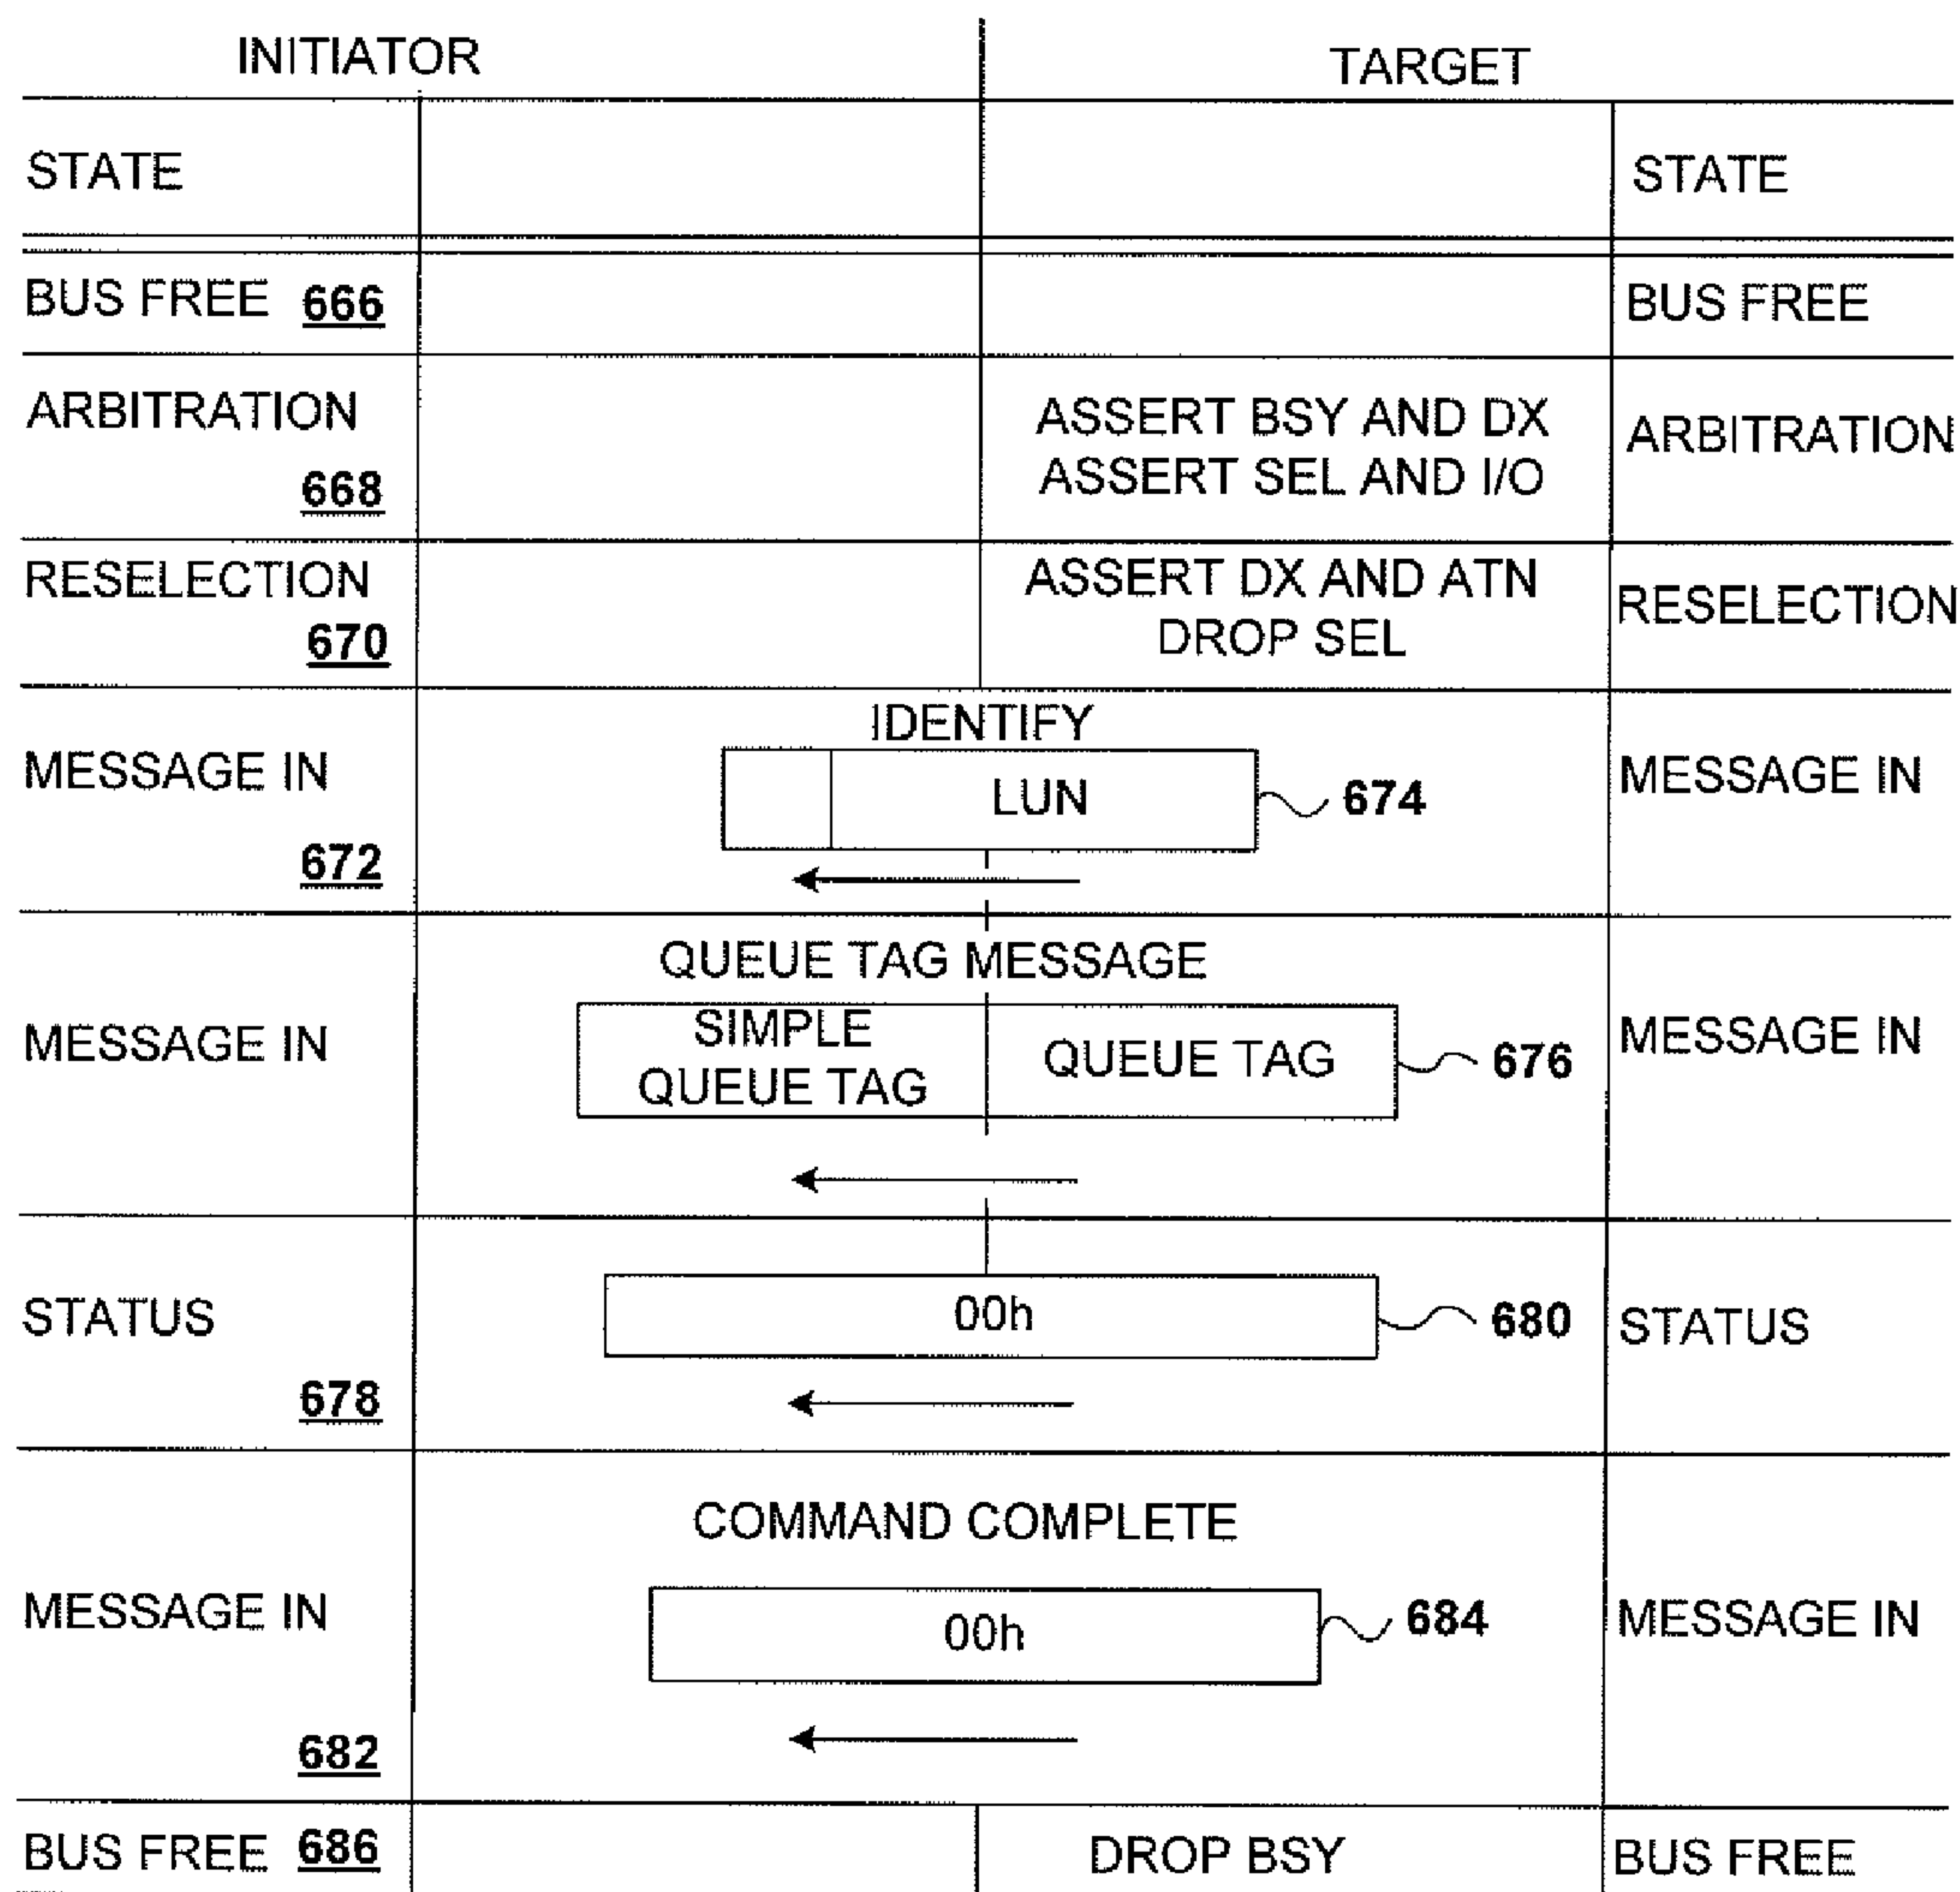 INITIATOR
TARGET
STATE
STATE
BUS FREE 666
BUS FREE
ARBITRATION
668
ASSERT BSY AND DX
ASSERT SEL AND I/O
ARBITRATION
RESELECTION
670
ASSERT DX AND ATN
DROP SEL
RESELECTION
MESSAGE IN
672
IDENTIFY
LUN
674
MESSAGE IN
MESSAGE IN
QUEUE TAG MESSAGE
SIMPLE
QUEUE TAG
QUEUE TAG
676
MESSAGE IN
STATUS
678
00h
680
STATUS
MESSAGE IN
682
COMMAND COMPLETE
00h
684
MESSAGE IN
BUS FREE 686
DROP BSY
BUS FREE